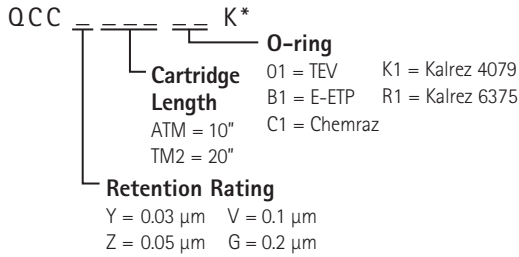 QCC _ _ _ _ _ _ K*
O-ring
01 = TEV K1 = Kalrez 4079
B1 = E-ETP R1 = Kalrez 6375
C1 = Chemraz
Cartridge
Length
ATM = 10"
TM2 = 20"
Retention Rating
Y = 0.03 µm V = 0.1 µm
Z = 0.05 µm G = 0.2 µm